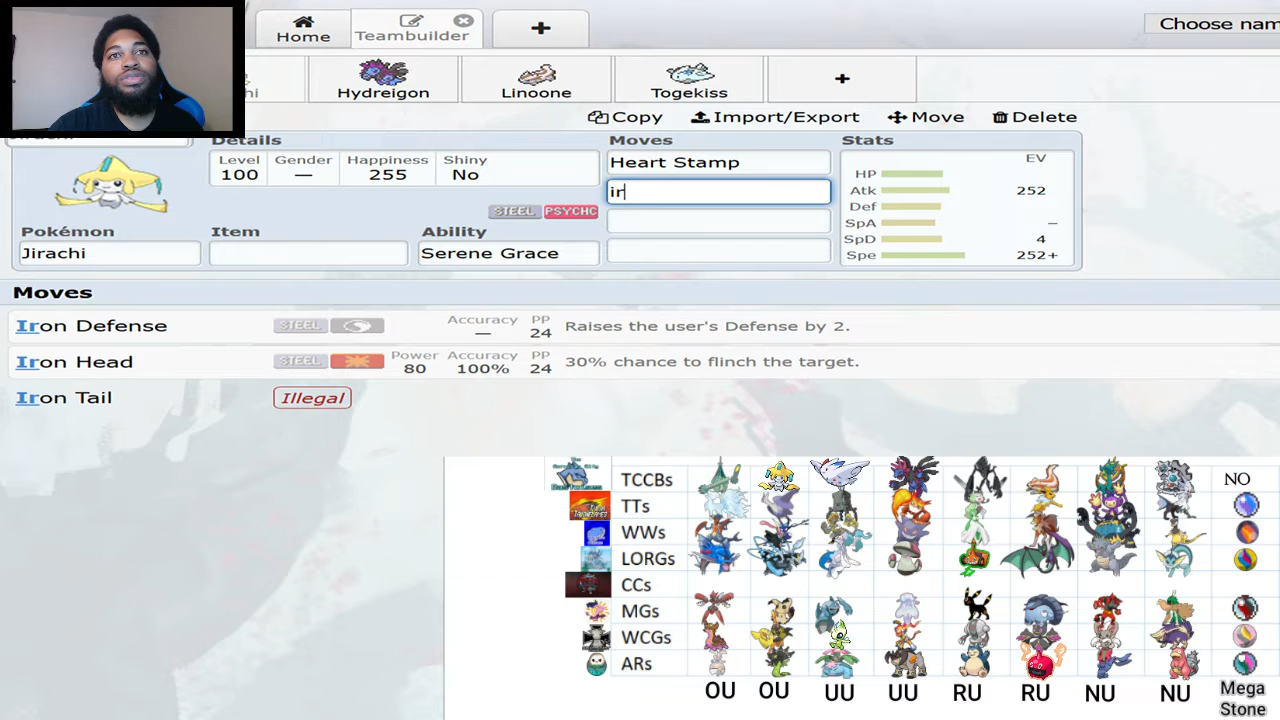 Home
Teambuilder
+
Choose nam
hi
Hydreigon
Linoone
Togekiss
+
Copy
Import/Export
Move
Delete
Details
Moves
Stats
Level
100
Gender
—
Happiness
255
Shiny
No
STEEL
PSYCHC
Pokémon
Jirachi
Item
Ability
Serene Grace
Heart Stamp
ir
EV
HP
Atk 252
Def
SpA –
SpD 4
Spe 252+
Moves
Iron Defense STEEL Accuracy — PP 24 Raises the user's Defense by 2.
Iron Head STEEL Power 80 Accuracy 100% PP 24 30% chance to flinch the target.
Iron Tail Illegal
TCCBs NO
TTs
WWs
LORGs
CCs
MGs
WCGs
ARs
OU OU UU UU RU RU NU NU Mega Stone